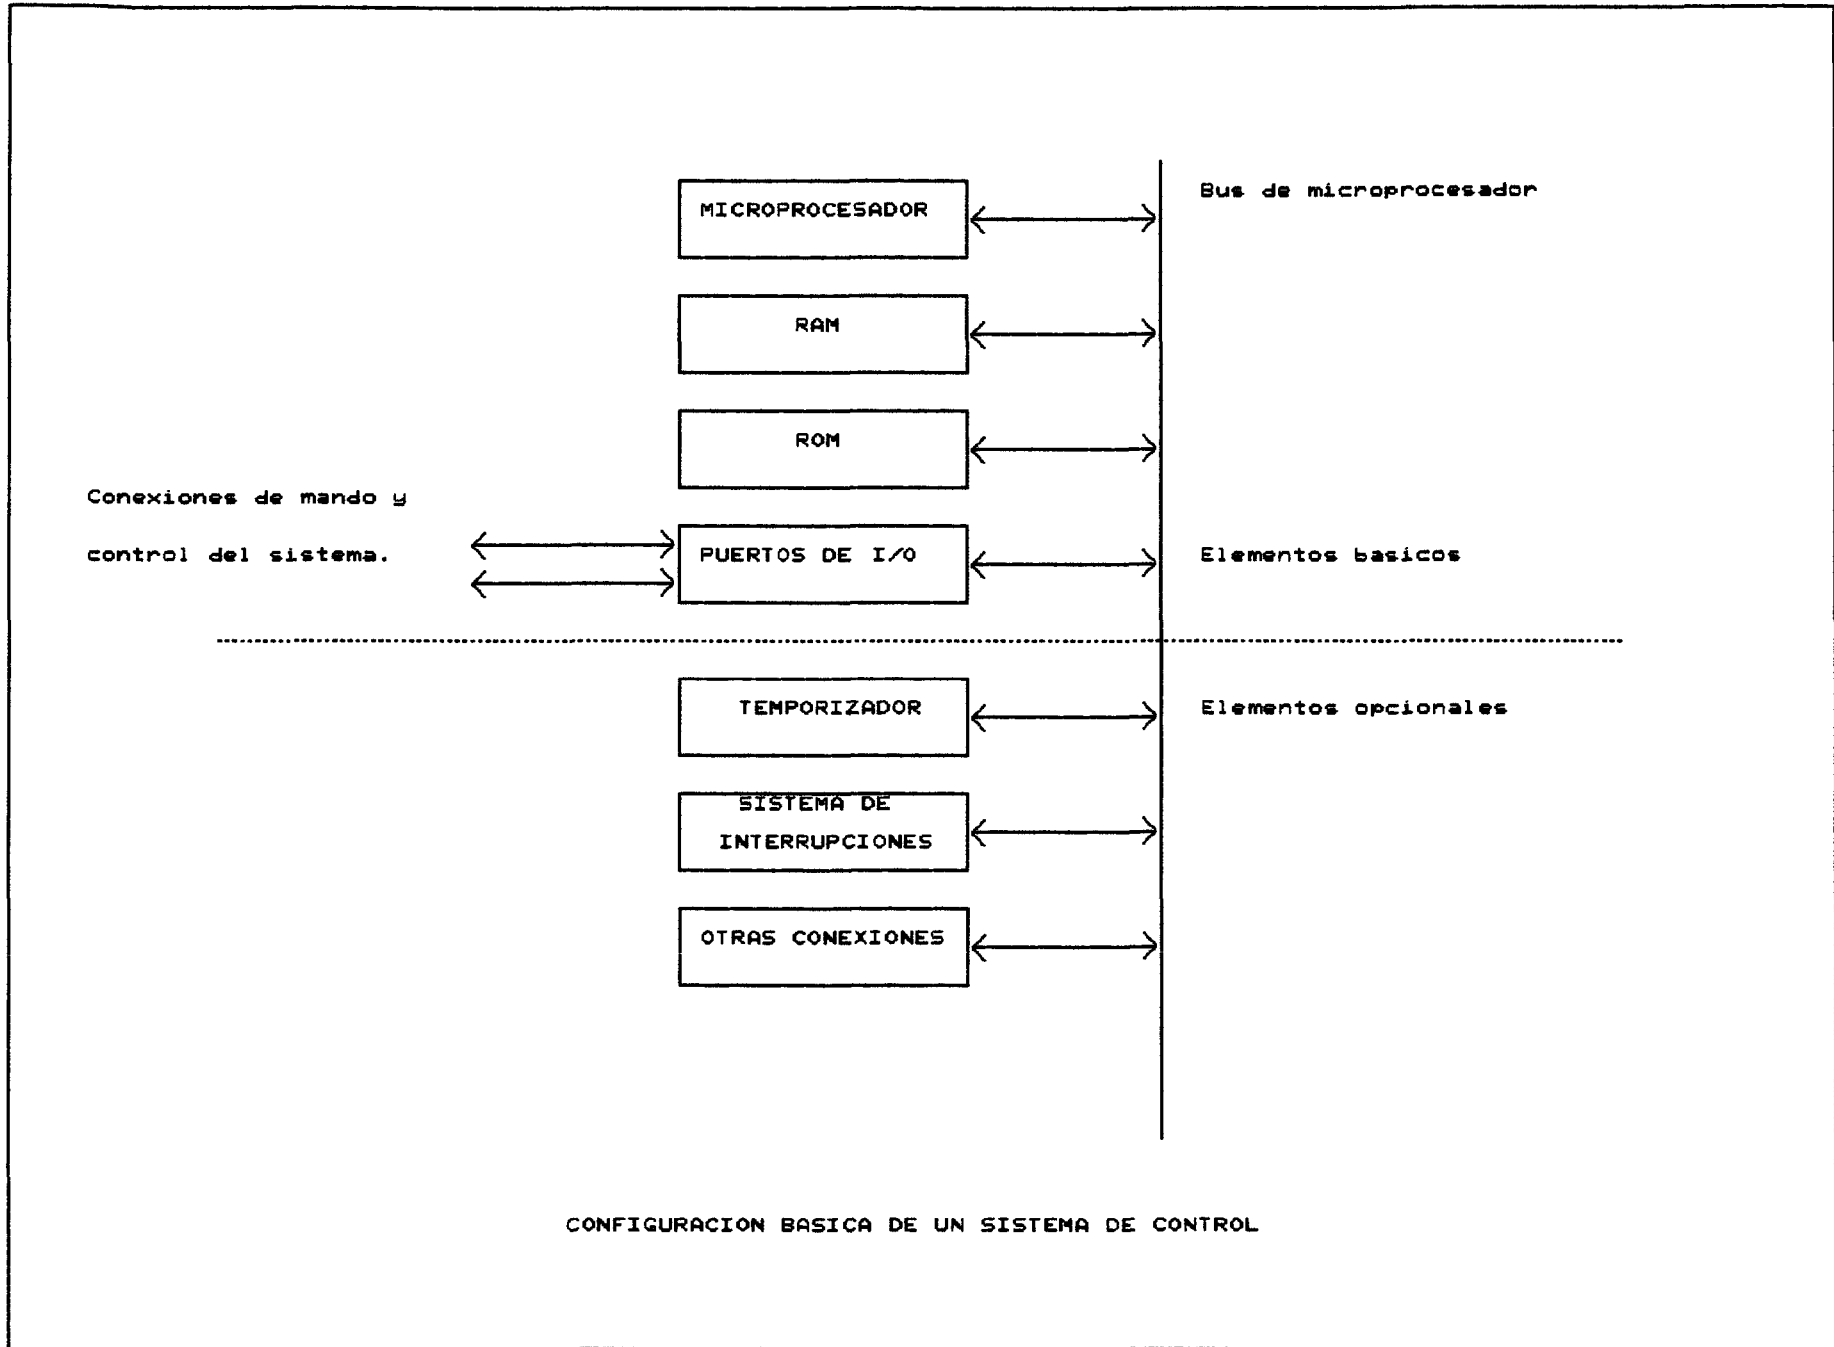 MICROPROCESADOR
Bus de microprocesador
RAM
ROM
Conexiones de mando y
control del sistema.
PUERTOS DE I/O
Elementos basicos
TEMPORIZADOR
Elementos opcionales
SISTEMA DE
INTERRUPCIONES
OTRAS CONEXIONES
CONFIGURACION BASICA DE UN SISTEMA DE CONTROL